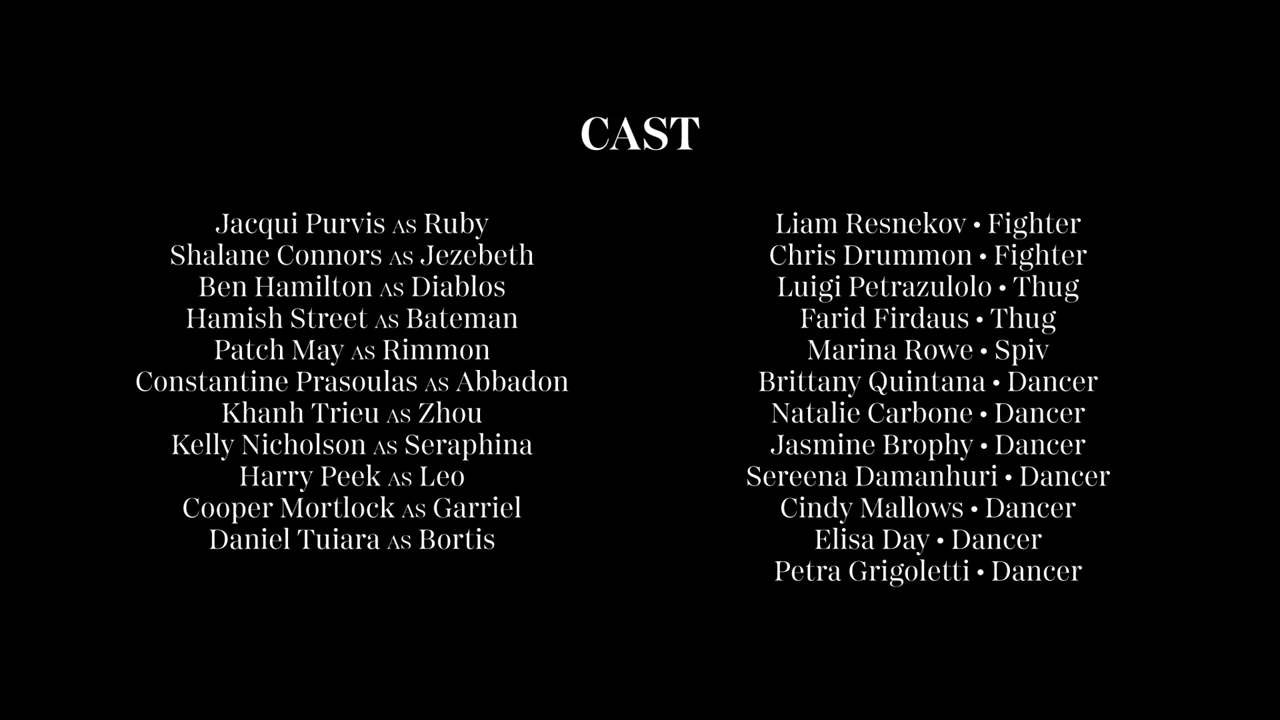 CAST
Jacqui Purvis AS Ruby
Shalane Connors AS Jezebeth
Ben Hamilton AS Diablos
Hamish Street AS Bateman
Patch May AS Rimmon
Constantine Prasoulas AS Abbadon
Khanh Trieu AS Zhou
Kelly Nicholson AS Seraphina
Harry Peek AS Leo
Cooper Mortlock AS Garriel
Daniel Tuiara AS Bortis
Liam Resnekov • Fighter
Chris Drummon • Fighter
Luigi Petrazulolo • Thug
Farid Firdaus • Thug
Marina Rowe • Spiv
Brittany Quintana • Dancer
Natalie Carbone • Dancer
Jasmine Brophy • Dancer
Sereena Damanhuri • Dancer
Cindy Mallows • Dancer
Elisa Day • Dancer
Petra Grigoletti • Dancer